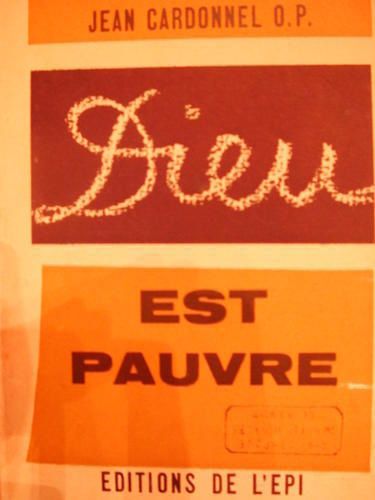 JEAN CARDONNEL O.P.
Dieu
EST
PAUVRE
EDITIONS DE L'EPI